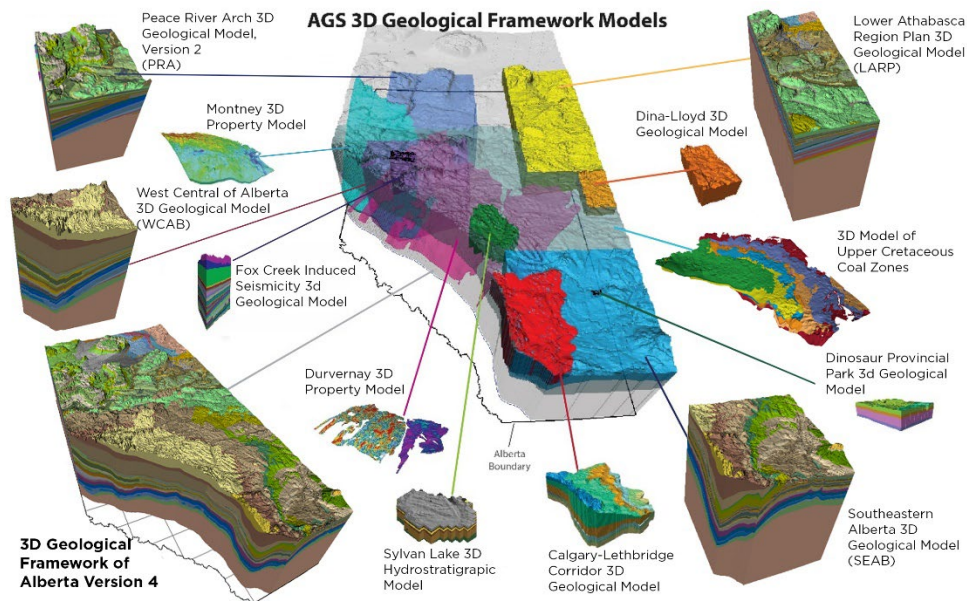 AGS 3D Geological Framework Models
Peace River Arch 3D
Geological Model,
Version 2
(PRA)
Lower Athabasca
Region Plan 3D
Geological Model
(LARP)
Montney 3D
Property Model
Dina-Lloyd 3D
Geological Model
West Central of Alberta
3D Geological Model
(WCAB)
3D Model of
Upper Cretaceous
Coal Zones
Fox Creek Induced
Seismicity 3d
Geological Model
Dinosaur Provincial
Park 3d Geological
Model
Durvernay 3D
Property Model
Alberta
Boundary
3D Geological
Framework of
Alberta Version 4
Sylvan Lake 3D
Hydrostratigrapic
Model
Calgary-Lethbridge
Corridor 3D
Geological Model
Southeastern
Alberta 3D
Geological Model
(SEAB)